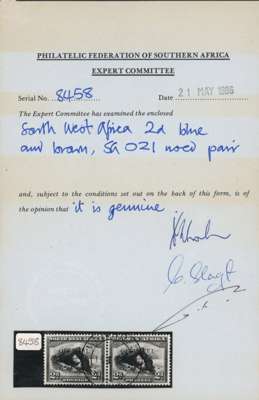 PHILATELIC FEDERATION OF SOUTHERN AFRICA
EXPERT COMMITTEE
Serial No. 8458 Date 21 MAY 1986
The Expert Committee has examined the enclosed
South West Africa 2d blue
and brown, SG O21 used pair
and, subject to the conditions set out on the back of this form, is of
the opinion that it is genuine
8458